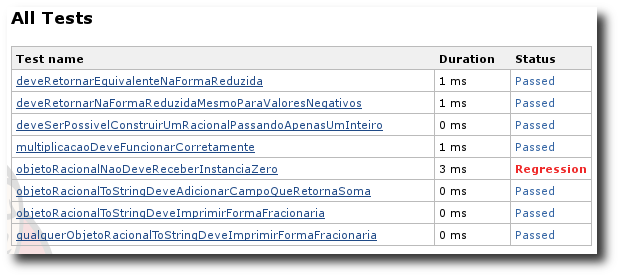 All Tests
Test name Duration Status
deveRetornarEquivalenteNaFormaReduzida 1 ms Passed
deveRetornarNaFormaReduzidaMesmoParaValoresNegativos 1 ms Passed
deveSerPossivelConstruirUmRacionalPassandoApenasUmInteiro 0 ms Passed
multiplicacaoDeveFuncionarCorretamente 1 ms Passed
objetoRacionalNaoDeveReceberInstanciaZero 3 ms Regression
objetoRacionalToStringDeveAdicionarCampoQueRetornaSoma 0 ms Passed
objetoRacionalToStringDeveImprimirFormaFracionaria 0 ms Passed
qualquerObjetoRacionalToStringDeveImprimirFormaFracionaria 0 ms Passed